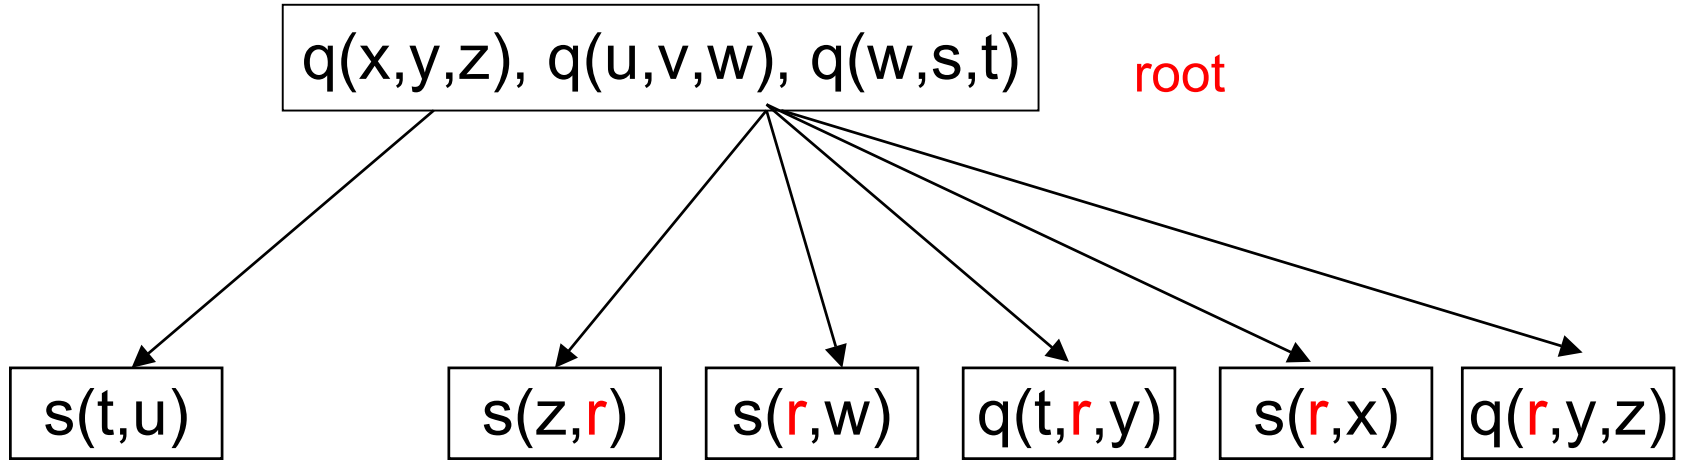 q(x,y,z), q(u,v,w), q(w,s,t)
root
s(t,u)
s(z,r)
s(r,w)
q(t,r,y)
s(r,x)
q(r,y,z)